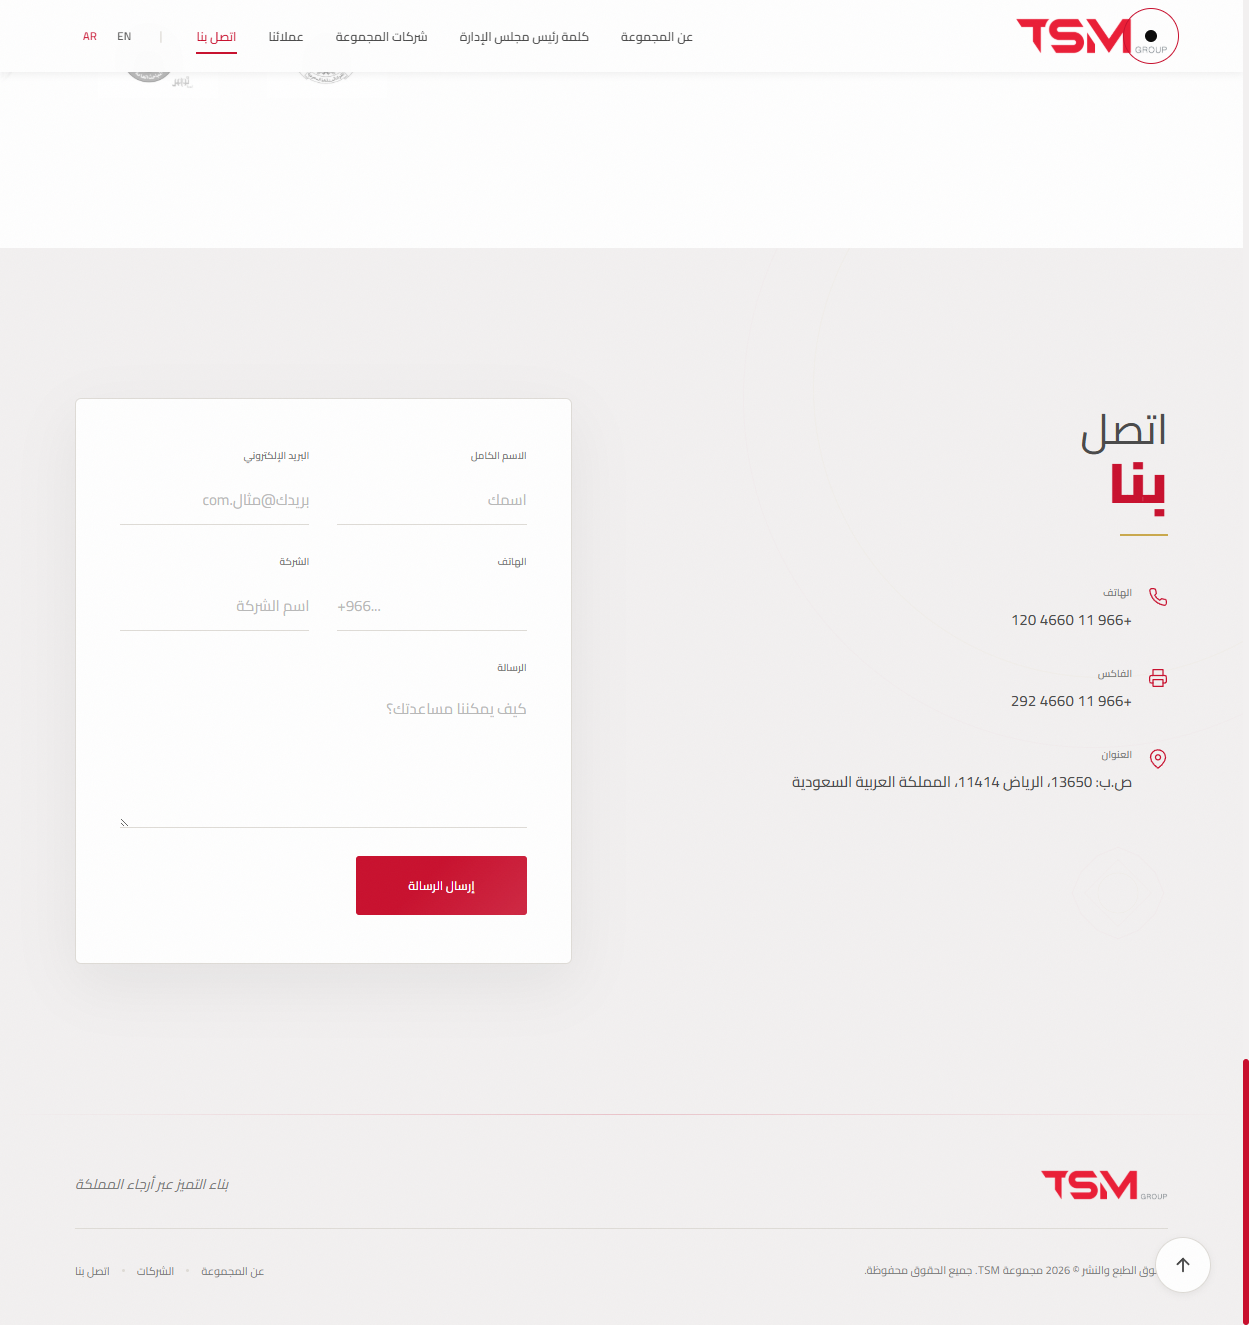 TSM GROUP
عن المجموعة
كلمة رئيس مجلس الإدارة
شركات المجموعة
عملائنا
اتصل بنا
|
EN
AR
اتصل
بنا
الهاتف
+966 11 4660 120
الفاكس
+966 11 4660 292
العنوان
ص.ب: 13650، الرياض 11414، المملكة العربية السعودية
الاسم الكامل
البريد الإلكتروني
اسمك
بريدك@مثال.com
الهاتف
الشركة
+966...
اسم الشركة
الرسالة
كيف يمكننا مساعدتك؟
إرسال الرسالة
TSM GROUP
بناء التميز عبر أرجاء المملكة
الطبع والنشر © 2026 مجموعة TSM. جميع الحقوق محفوظة.
عن المجموعة • الشركات • اتصل بنا